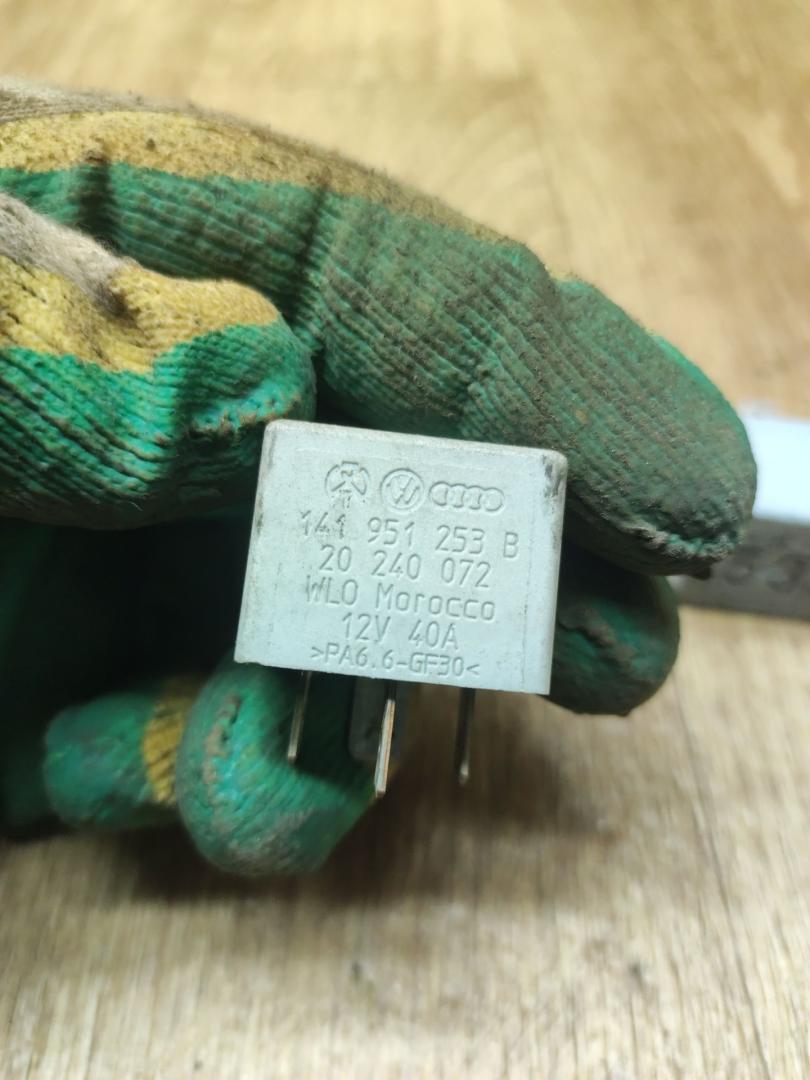 141 951 253 B
20 240 072
WLO Morocco
12V 40A
>PA6.6-GF30<